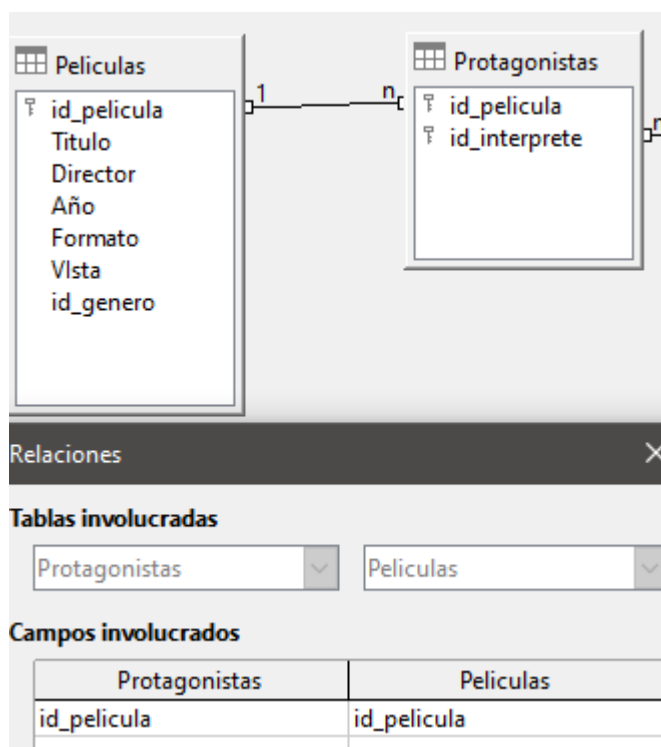 Peliculas
id_pelicula
Titulo
Director
Año
Formato
VIsta
id_genero
1
n
Protagonistas
id_pelicula
id_interprete
n
Relaciones
Tablas involucradas
Protagonistas Peliculas
Campos involucrados
Protagonistas Peliculas
id_pelicula id_pelicula